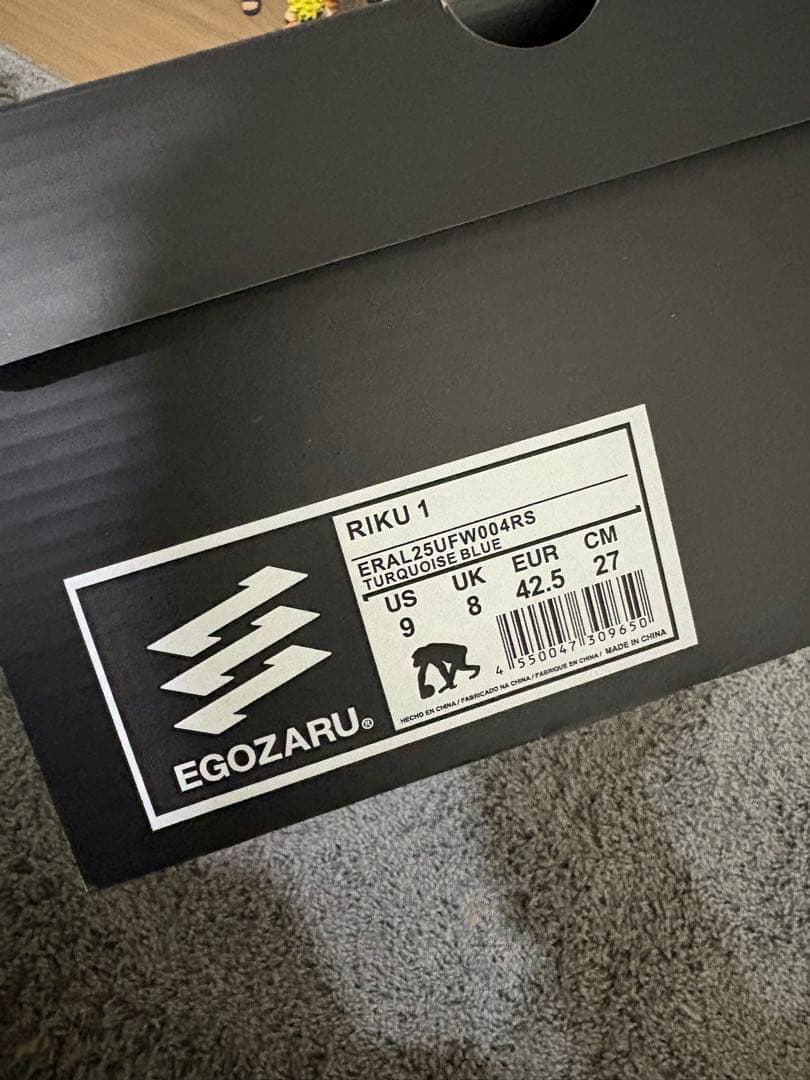 RIKU 1
ERAL25UFW004RS
TURQUOISE BLUE
US UK EUR CM
9 8 42.5 27
4 550047 309650
HECHO EN CHINA / FABRICADO NA CHINA / FABRIQUE EN CHINA / MADE IN CHINA
EGOZARU®